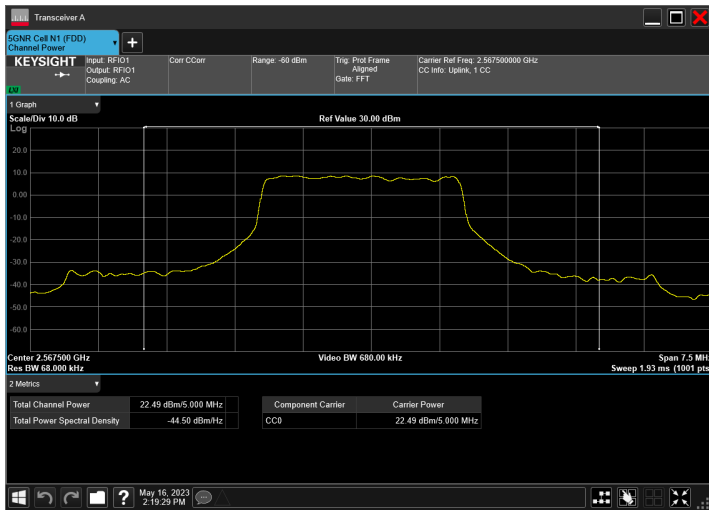 Transceiver A
5GNR Cell N1 (FDD)
Channel Power
KEYSIGHT
Input: RFIO1
Output: RFIO1
Coupling: AC
Corr CCorr
Range: -60 dBm
Trig: Prot Frame
Aligned
Gate: FFT
Carrier Ref Freq: 2.567500000 GHz
CC Info: Uplink, 1 CC
LXI
1 Graph
Scale/Div 10.0 dB
Ref Value 30.00 dBm
Log
20.0
10.0
0.00
-10.0
-20.0
-30.0
-40.0
-50.0
-60.0
Center 2.567500 GHz
Video BW 680.00 kHz
Span 7.5 MHz
Res BW 68.000 kHz
Sweep 1.93 ms (1001 pts
2 Metrics
Total Channel Power 22.49 dBm/5.000 MHz
Total Power Spectral Density -44.50 dBm/Hz
Component Carrier Carrier Power
CC0 22.49 dBm/5.000 MHz
?
May 16, 2023
2:19:29 PM